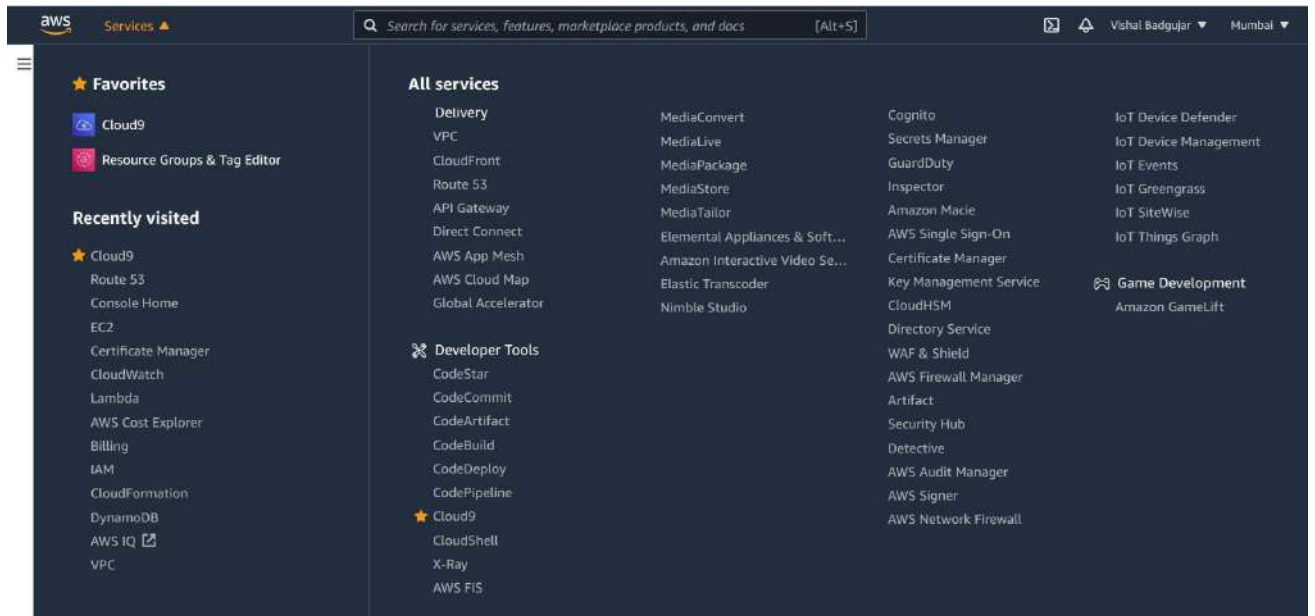 aws
Services ▲
Search for services, features, marketplace products, and docs [Alt+S]
Vishal Badgujar ▼
Mumbai ▼
Favorites
Cloud9
Resource Groups & Tag Editor
Recently visited
Cloud9
Route 53
Console Home
EC2
Certificate Manager
CloudWatch
Lambda
AWS Cost Explorer
Billing
IAM
CloudFormation
DynamoDB
AWS IQ
VPC
All services
Delivery
VPC
CloudFront
Route 53
API Gateway
Direct Connect
AWS App Mesh
AWS Cloud Map
Global Accelerator
Developer Tools
CodeStar
CodeCommit
CodeArtifact
CodeBuild
CodeDeploy
CodePipeline
Cloud9
CloudShell
X-Ray
AWS FIS
MediaConvert
MediaLive
MediaPackage
MediaStore
MediaTailor
Elemental Appliances & Soft...
Amazon Interactive Video Se...
Elastic Transcoder
Nimble Studio
Cognito
Secrets Manager
GuardDuty
Inspector
Amazon Macie
AWS Single Sign-On
Certificate Manager
Key Management Service
CloudHSM
Directory Service
WAF & Shield
AWS Firewall Manager
Artifact
Security Hub
Detective
AWS Audit Manager
AWS Signer
AWS Network Firewall
IoT Device Defender
IoT Device Management
IoT Events
IoT Greengrass
IoT SiteWise
IoT Things Graph
Game Development
Amazon GameLift